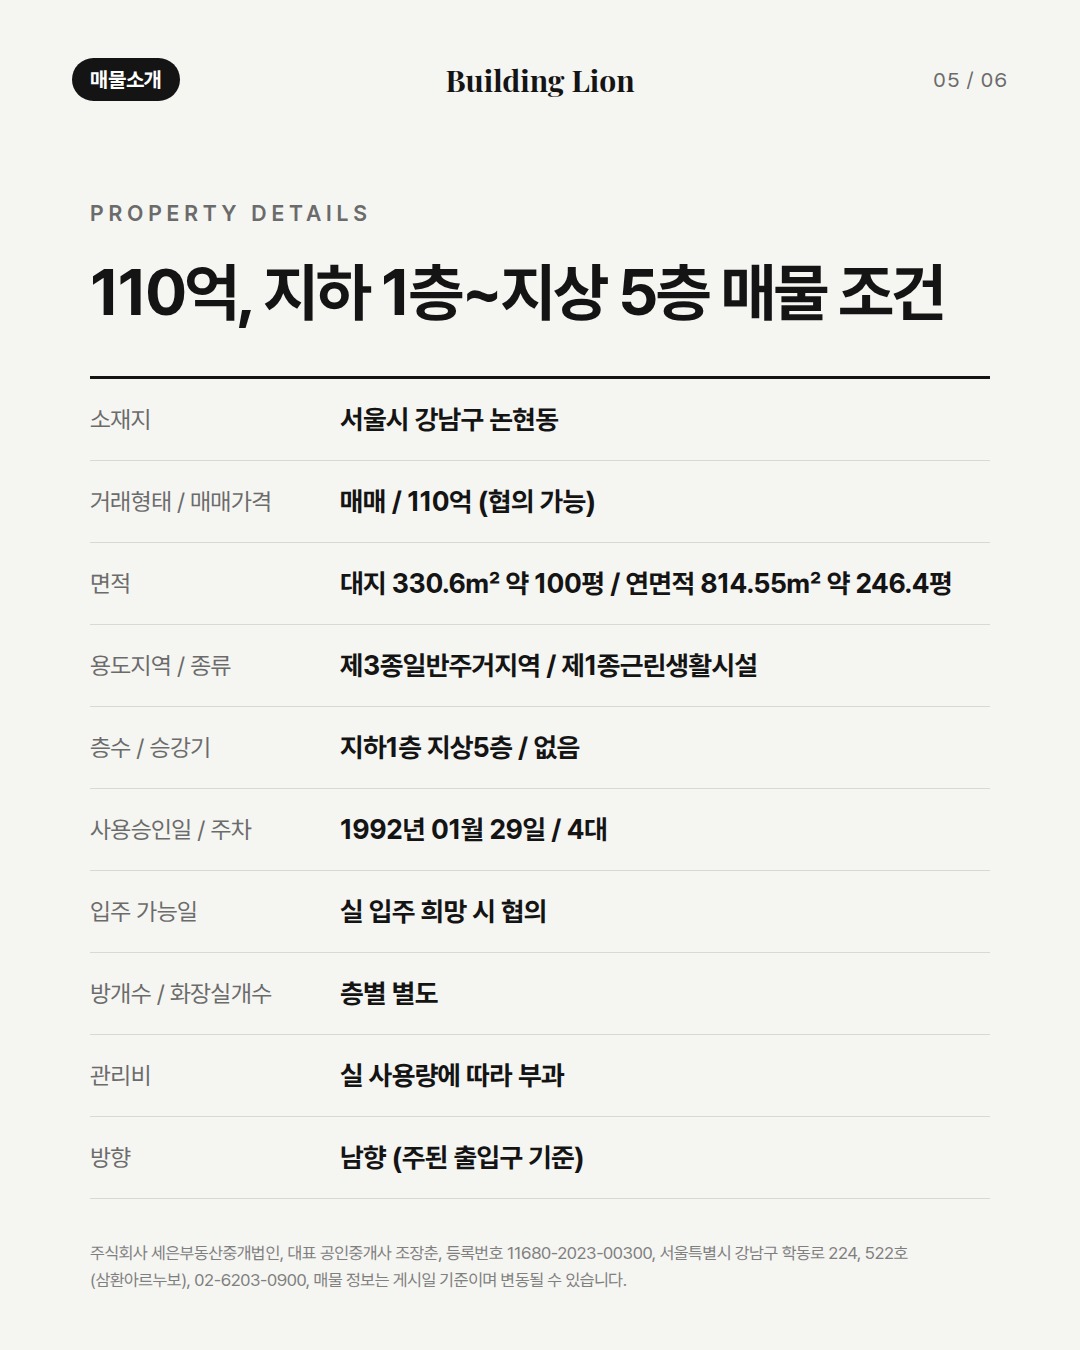 매물소개
Building Lion
05 / 06
PROPERTY DETAILS
110억, 지하 1층~지상 5층 매물 조건
소재지 서울시 강남구 논현동
거래형태 / 매매가격 매매 / 110억 (협의 가능)
면적 대지 330.6m² 약 100평 / 연면적 814.55m² 약 246.4평
용도지역 / 종류 제3종일반주거지역 / 제1종근린생활시설
층수 / 승강기 지하1층 지상5층 / 없음
사용승인일 / 주차 1992년 01월 29일 / 4대
입주 가능일 실 입주 희망 시 협의
방개수 / 화장실개수 층별 별도
관리비 실 사용량에 따라 부과
방향 남향 (주된 출입구 기준)
주식회사 세은부동산중개법인, 대표 공인중개사 조장춘, 등록번호 11680-2023-00300, 서울특별시 강남구 학동로 224, 522호
(삼환아르누보), 02-6203-0900, 매물 정보는 게시일 기준이며 변동될 수 있습니다.